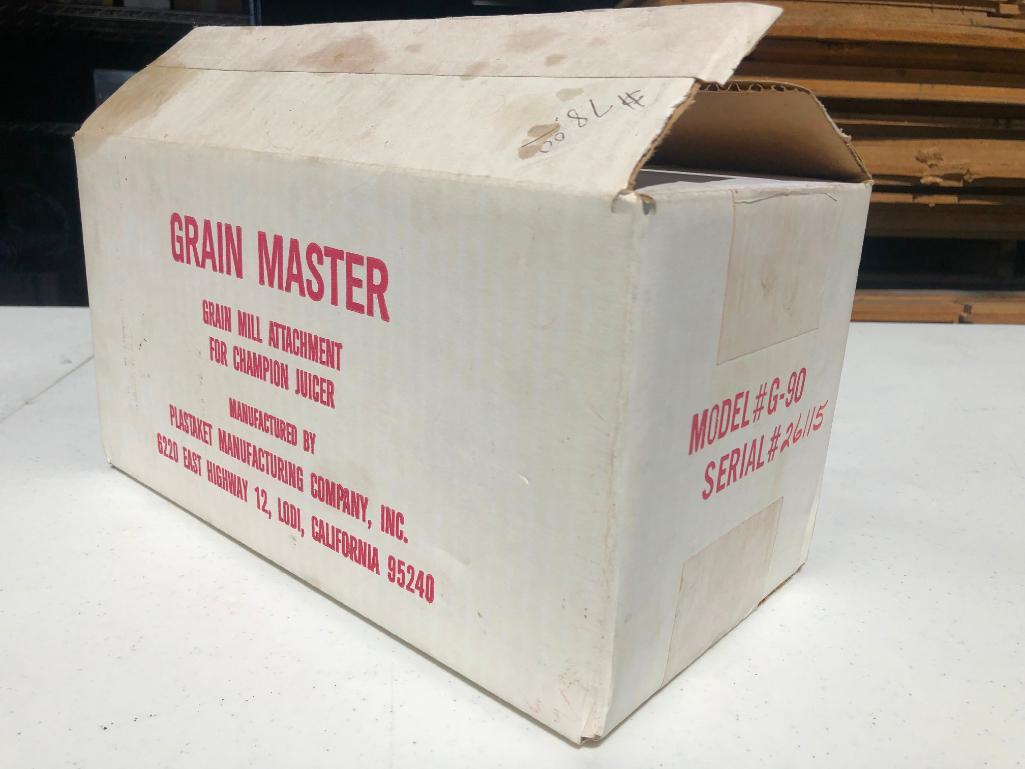 # 78.00
GRAIN MASTER
GRAIN MILL ATTACHMENT
FOR CHAMPION JUICER
MANUFACTURED BY
PLASTAKET MANUFACTURING COMPANY, INC.
6220 EAST HIGHWAY 12, LODI, CALIFORNIA 95240
MODEL # G-90
SERIAL # 26115